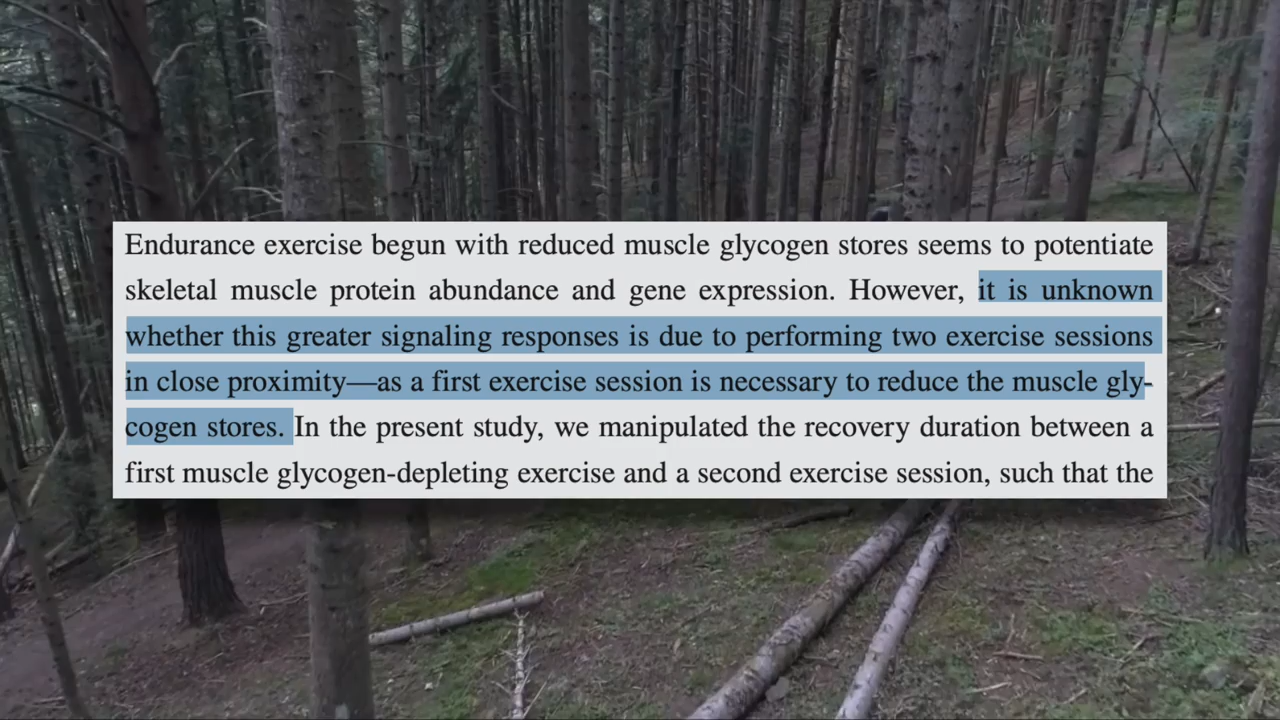 Endurance exercise begun with reduced muscle glycogen stores seems to potentiate
skeletal muscle protein abundance and gene expression. However, it is unknown
whether this greater signaling responses is due to performing two exercise sessions
in close proximity—as a first exercise session is necessary to reduce the muscle gly-
cogen stores. In the present study, we manipulated the recovery duration between a
first muscle glycogen-depleting exercise and a second exercise session, such that the